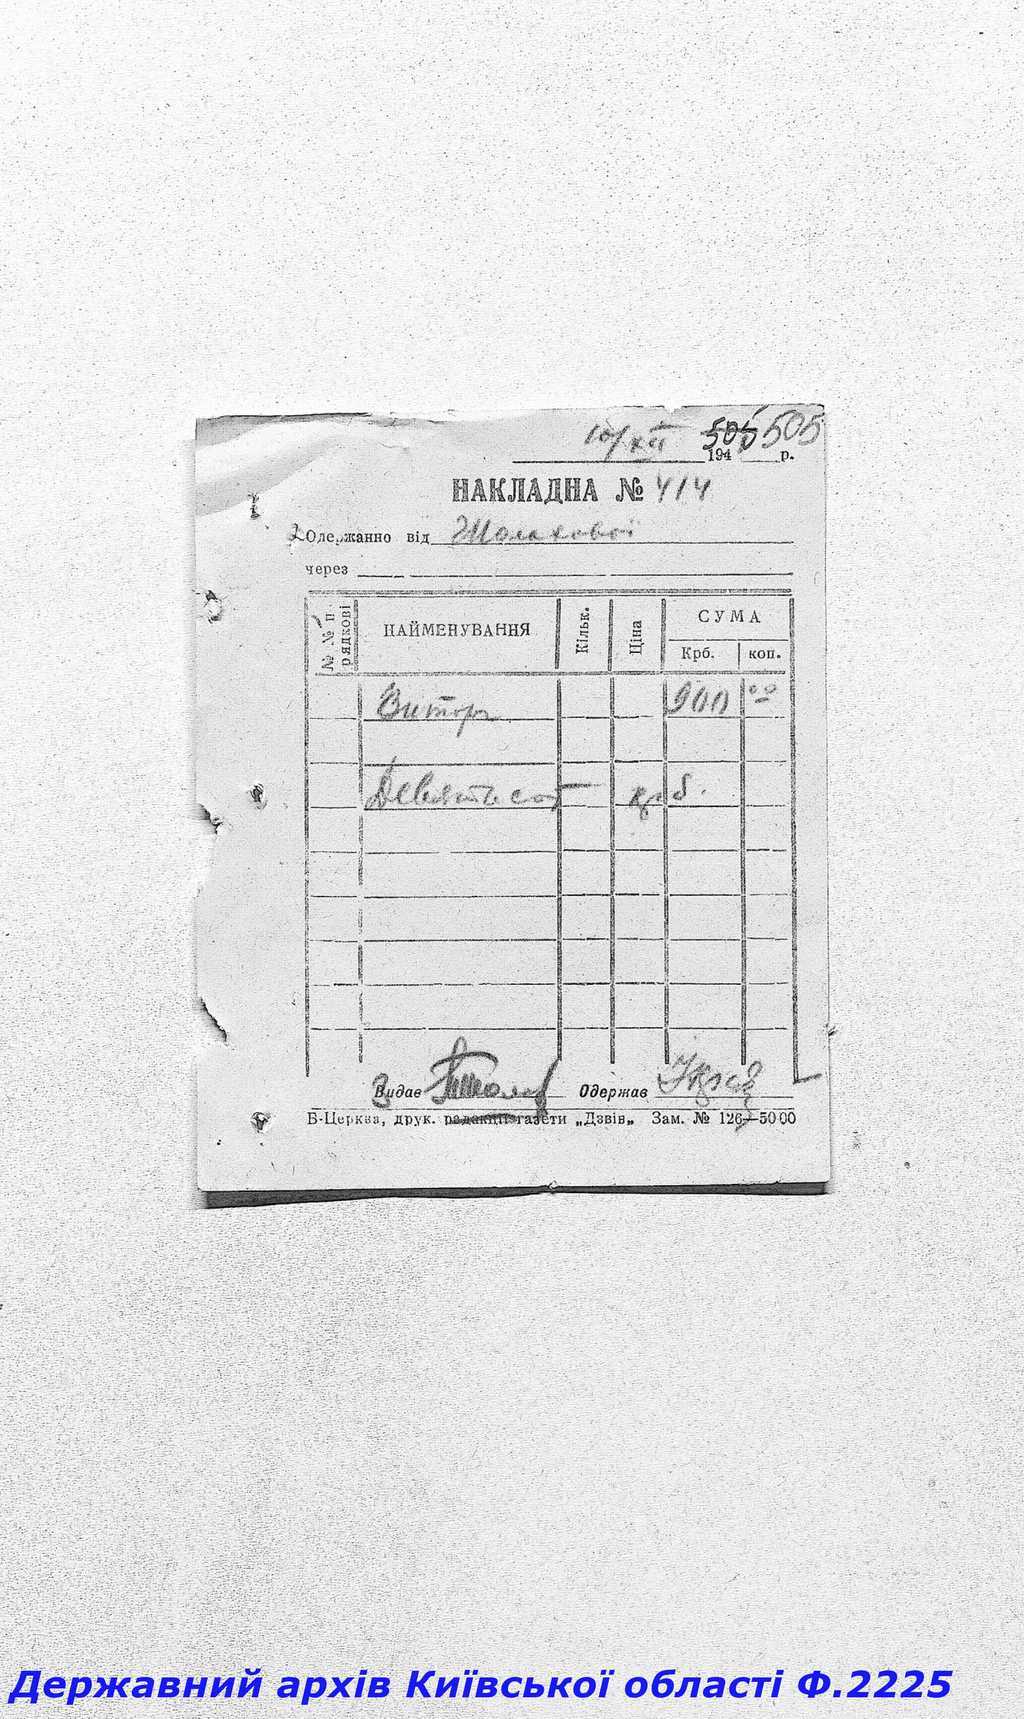 10/XII 505 505
194 р.
НАКЛАДНА № 414
Одержанно від
через
№ № п. рядкові НАЙМЕНУВАННЯ Кільк. Ціна СУМА
Крб. коп.
Виторг 900 00
Девятьсот крб.
Видав Одержав
Б-Церква, друк. редакції газети „Дзвін„ Зам. № 126—5000
Державний архів Київської області Ф.2225